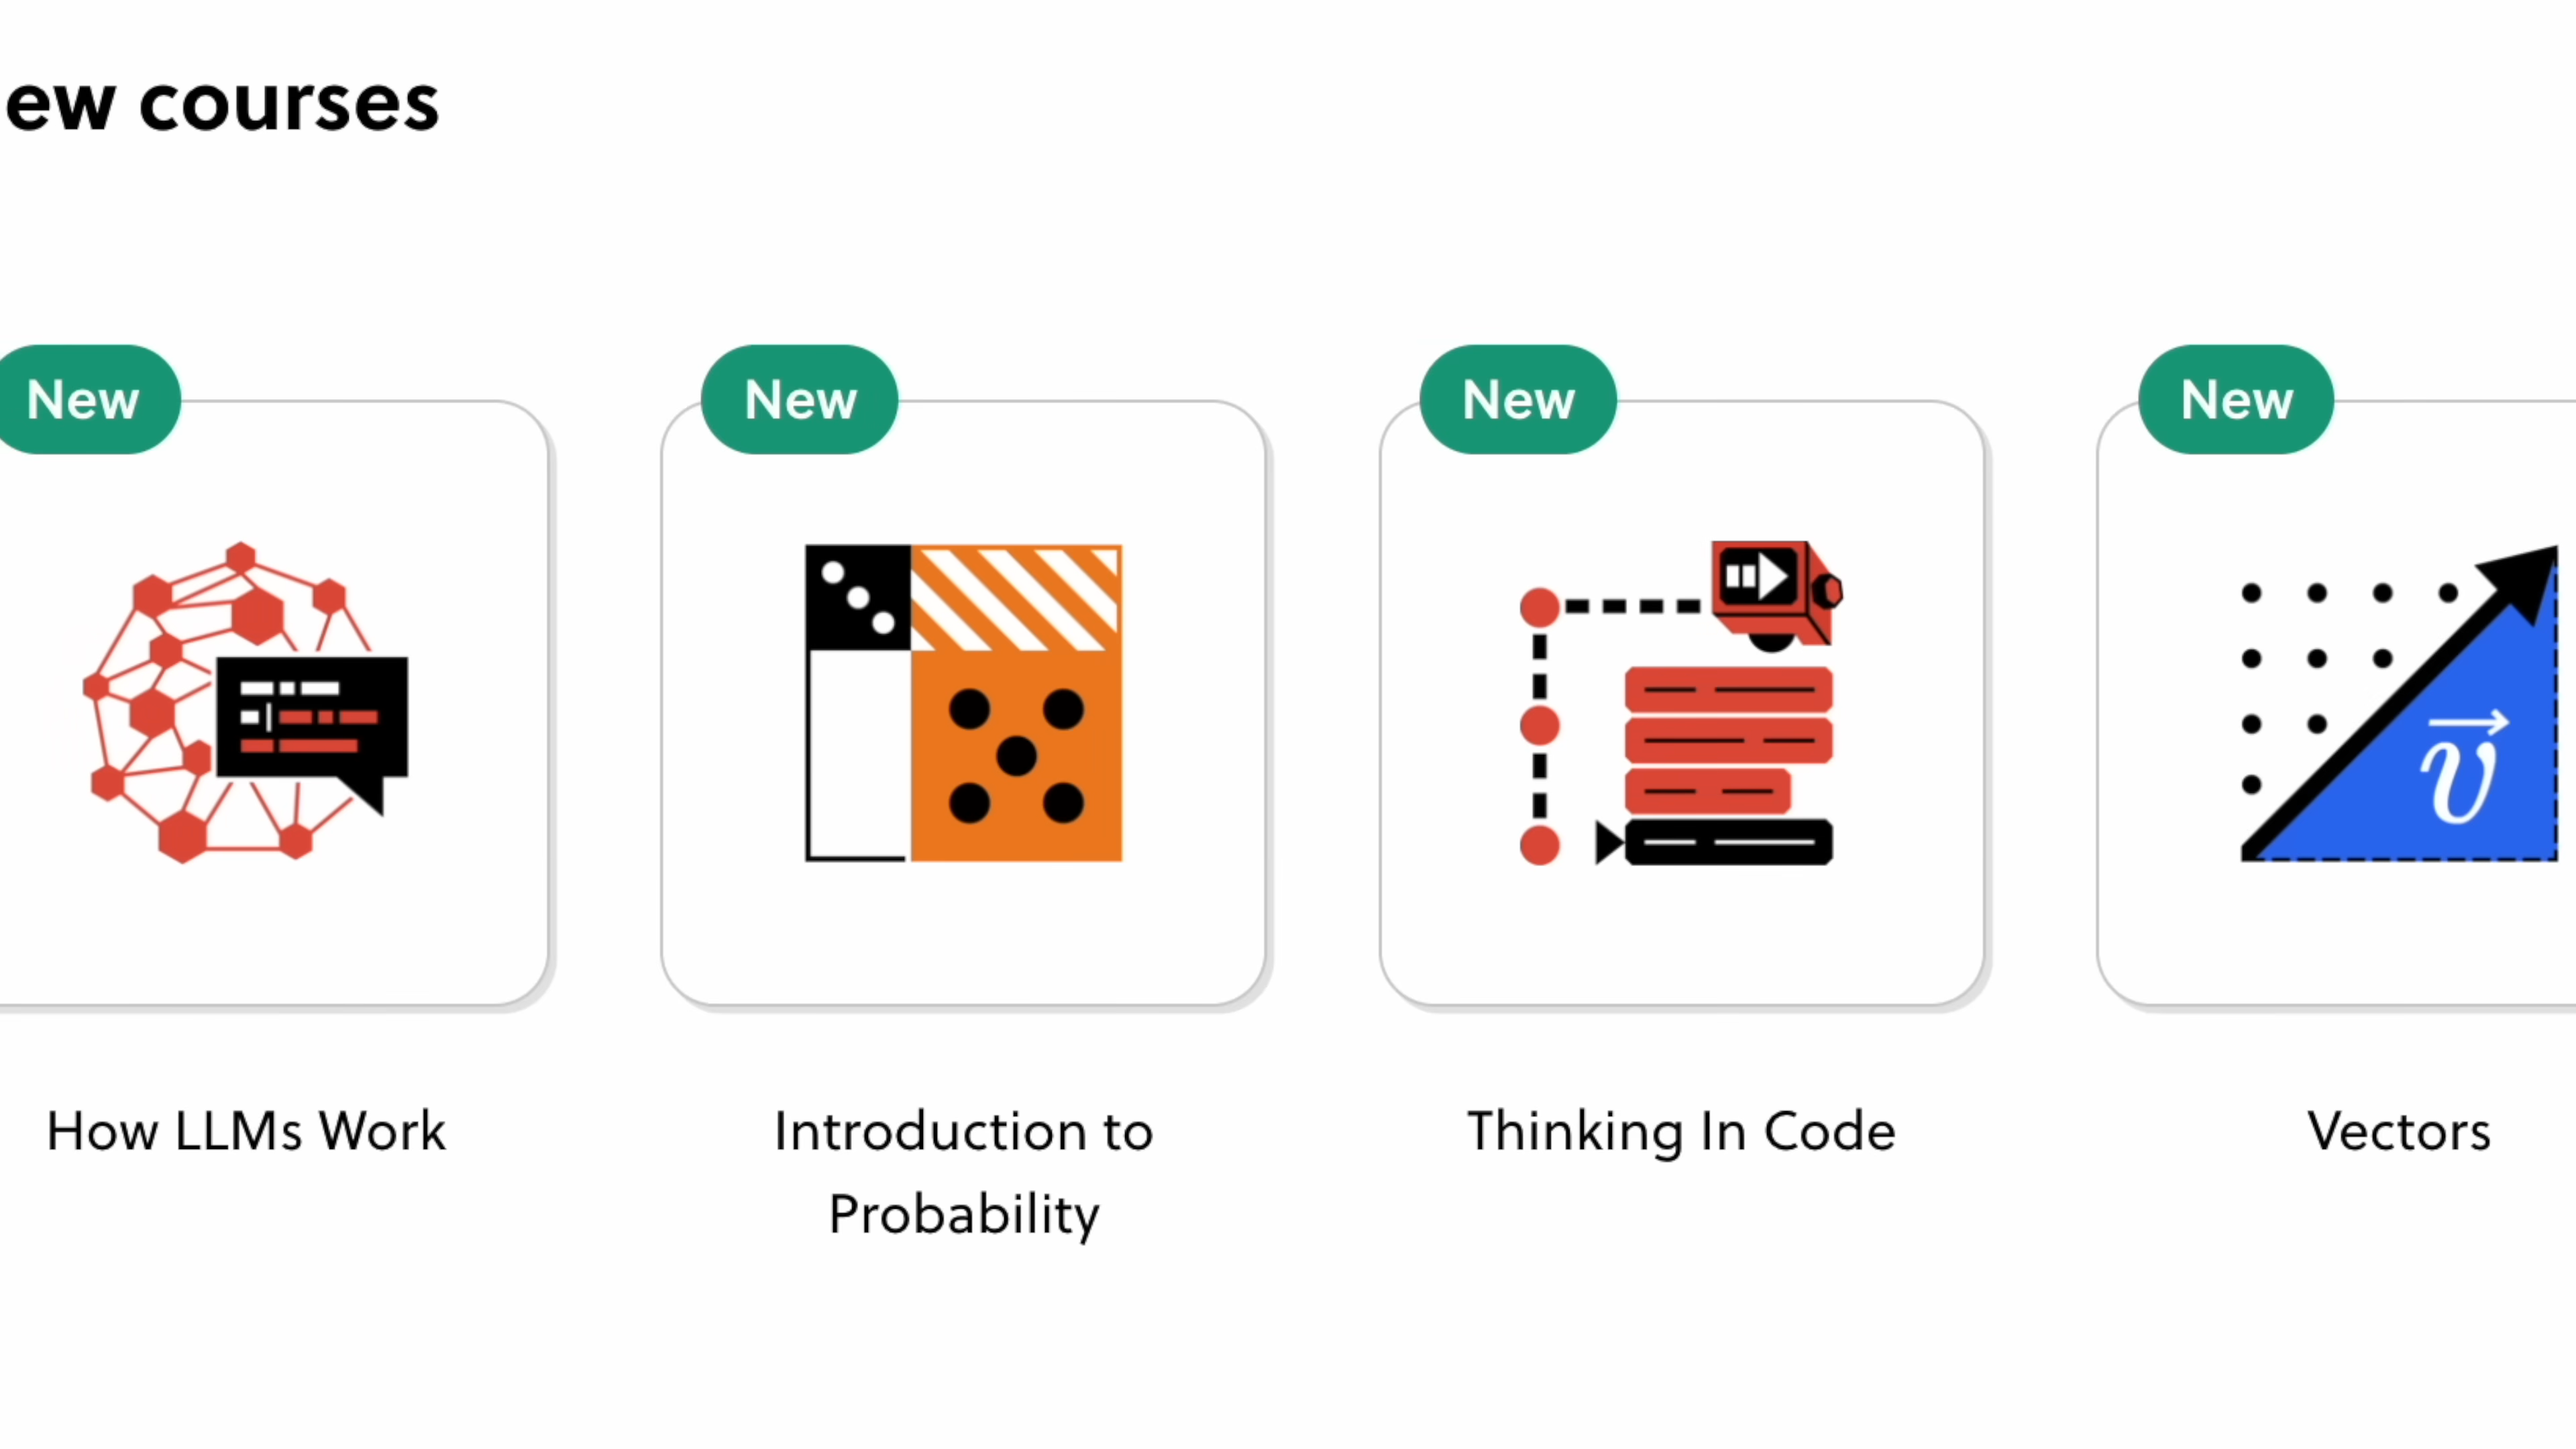 ew courses
New
New
New
New
v
How LLMs Work
Introduction to
Probability
Thinking In Code
Vectors